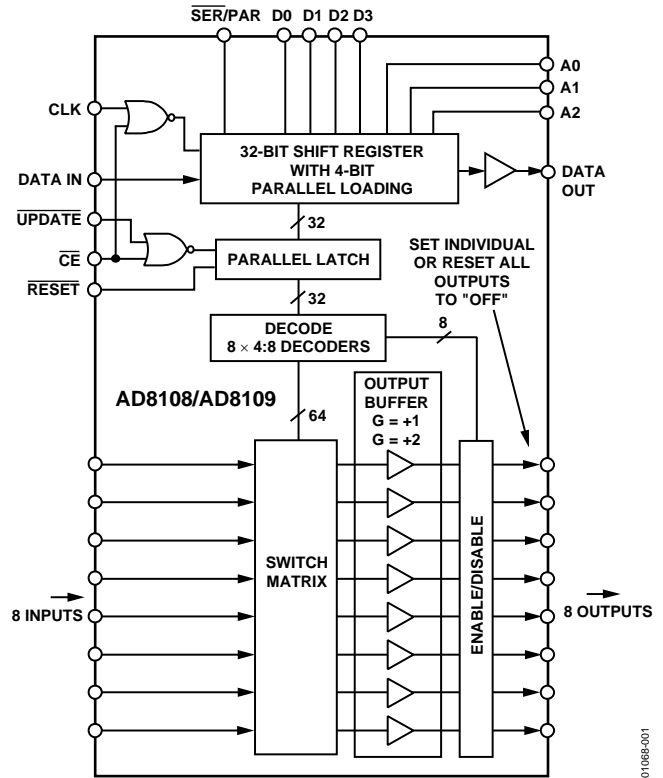 SER/PAR D0 D1 D2 D3
A0
A1
A2
CLK
32-BIT SHIFT REGISTER
WITH 4-BIT
PARALLEL LOADING
DATA IN
DATA
OUT
UPDATE
32
CE
PARALLEL LATCH
SET INDIVIDUAL
OR RESET ALL
OUTPUTS
TO "OFF"
RESET
32
DECODE
8 × 4:8 DECODERS
8
AD8108/AD8109
64
OUTPUT
BUFFER
G = +1
G = +2
SWITCH
MATRIX
ENABLE/DISABLE
8 INPUTS
8 OUTPUTS
01068-001